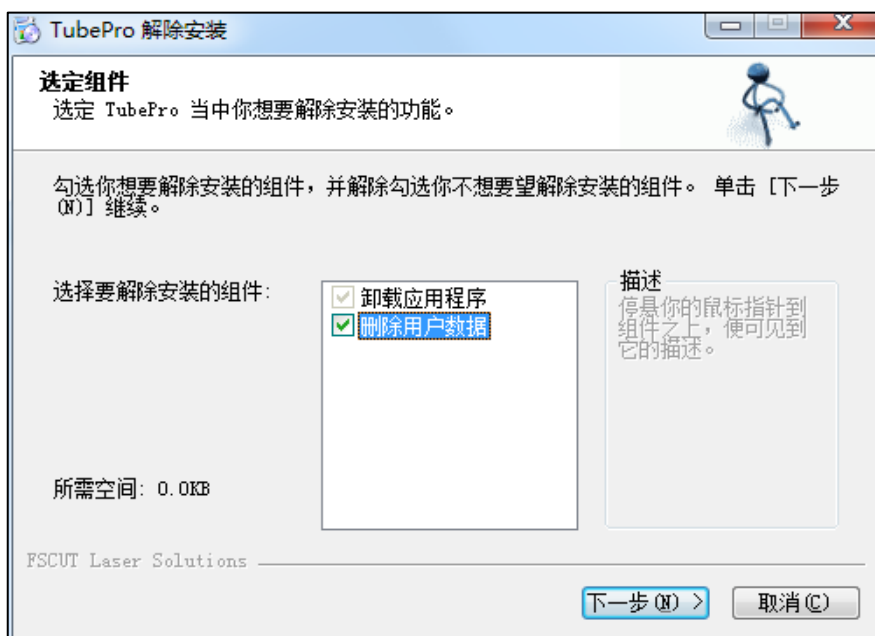 TubePro 解除安装
选定组件
选定 TubePro 当中你想要解除安装的功能。
勾选你想要解除安装的组件，并解除勾选你不想要望解除安装的组件。 单击 [下一步
(N)] 继续。
选择要解除安装的组件:
卸载应用程序
删除用户数据
描述
停悬你的鼠标指针到
组件之上，便可见到
它的描述。
所需空间: 0.0KB
FSCUT Laser Solutions
下一步(N) >
取消(C)